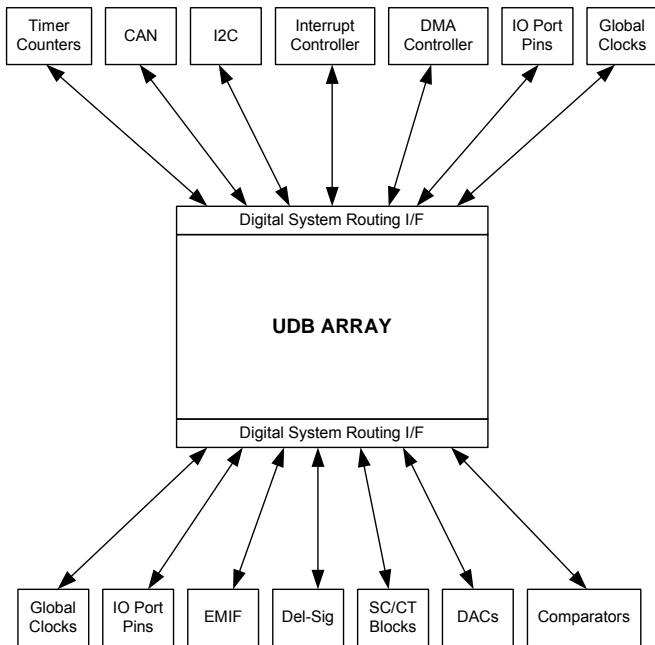 Timer
Counters
CAN
I2C
Interrupt
Controller
DMA
Controller
IO Port
Pins
Global
Clocks
Digital System Routing I/F
UDB ARRAY
Digital System Routing I/F
Global
Clocks
IO Port
Pins
EMIF
Del-Sig
SC/CT
Blocks
DACs
Comparators